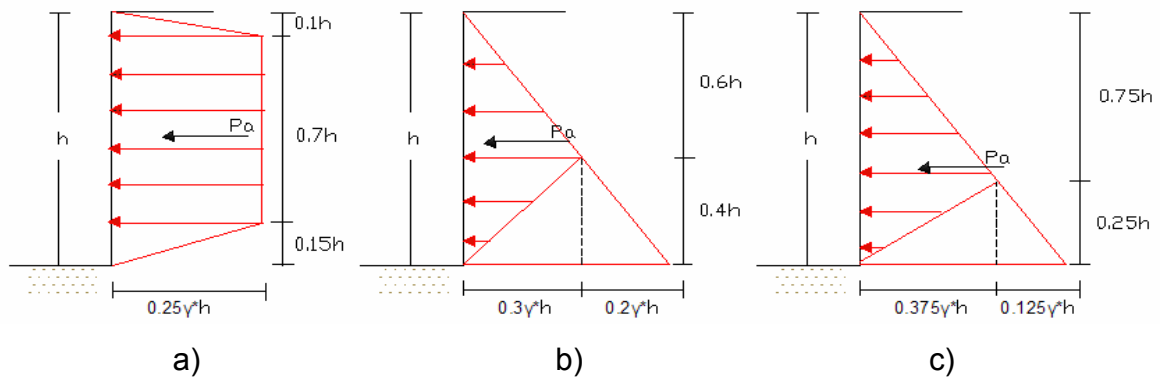 0.1h
h
Pa
0.7h
0.15h
0.25γ*h
a)
h
Pa
0.6h
0.4h
0.3γ*h
0.2γ*h
b)
h
Pa
0.75h
0.25h
0.375γ*h
0.125γ*h
c)